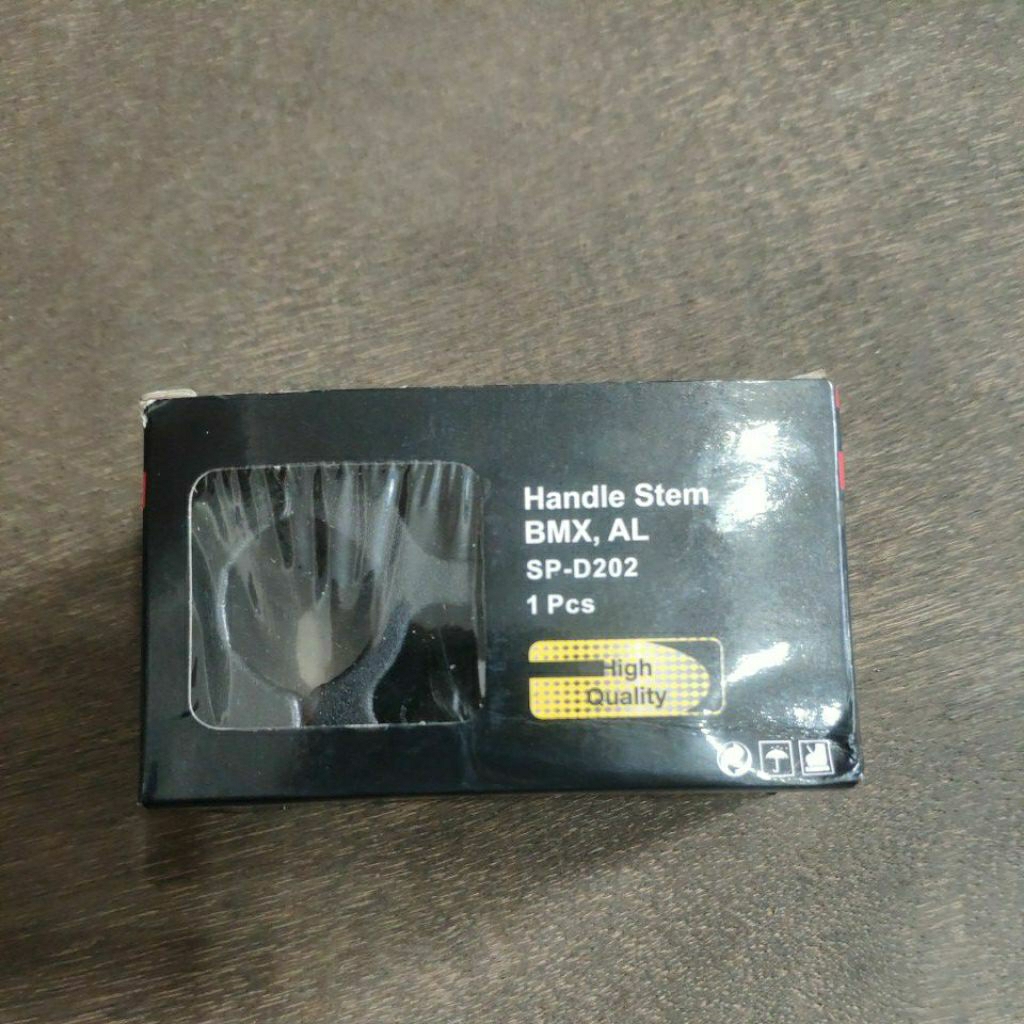 Handle Stem
BMX, AL
SP-D202
1 Pcs
High
Quality